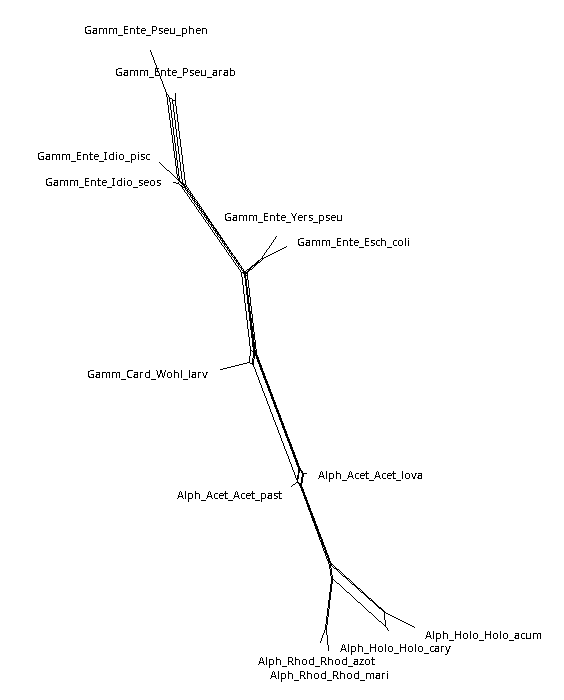 Gamm_Ente_Pseu_phen
Gamm_Ente_Pseu_arab
Gamm_Ente_Idio_pisc
Gamm_Ente_Idio_seos
Gamm_Ente_Yers_pseu
Gamm_Ente_Esch_coli
Gamm_Card_Wohl_larv
Alph_Acet_Acet_lova
Alph_Acet_Acet_past
Alph_Holo_Holo_acum
Alph_Holo_Holo_cary
Alph_Rhod_Rhod_azot
Alph_Rhod_Rhod_mari